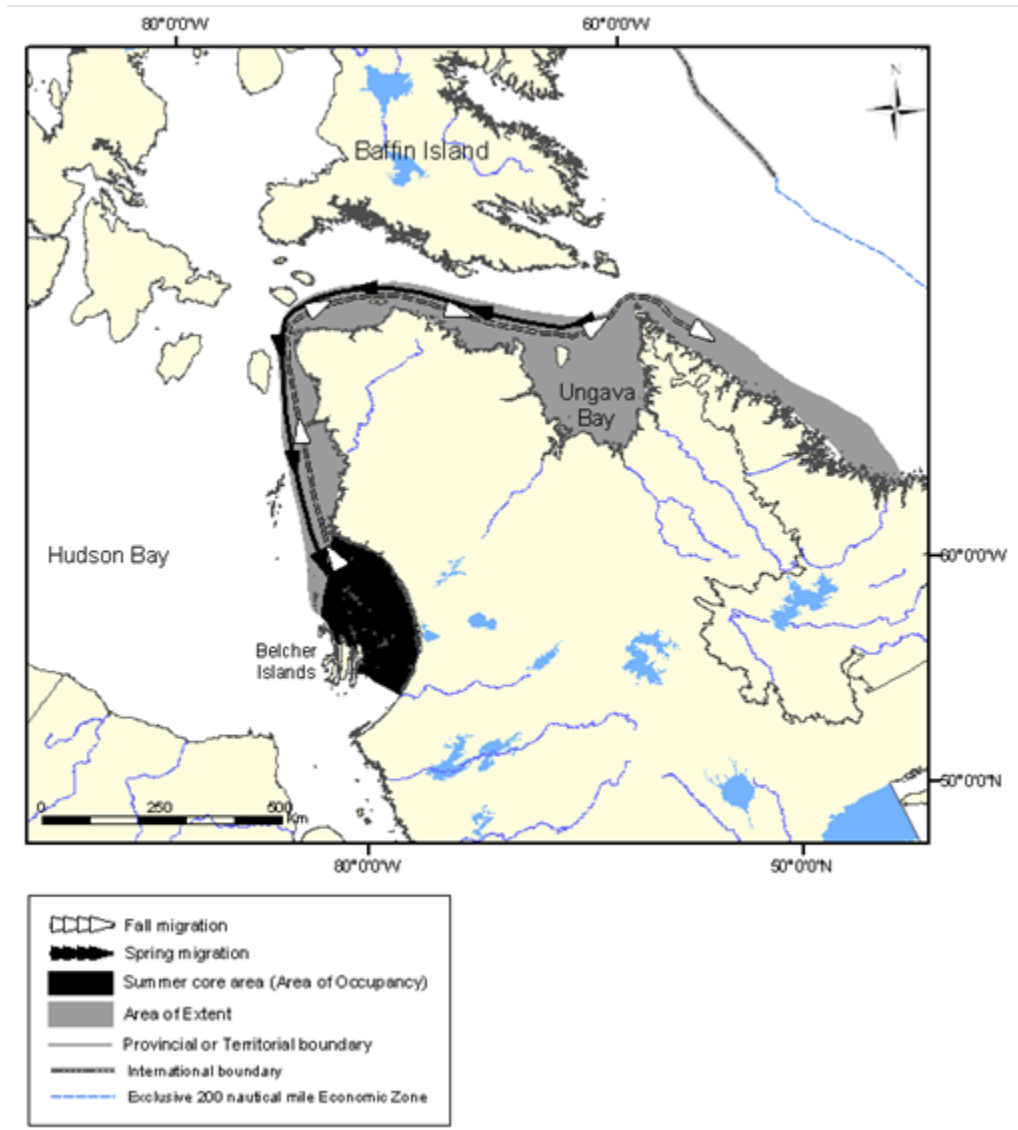 80°0'0"W
60°0'0"W
N
Baffin Island
Ungava
Bay
Hudson Bay
60°0'0"W
Belcher
Islands
50°0'0"N
0 250 500
Km
80°0'0"W
50°0'0"N
Fall migration
Spring migration
Summer core area (Area of Occupancy)
Area of Extent
Provincial or Territorial boundary
International boundary
Exclusive 200 nautical mile Economic Zone